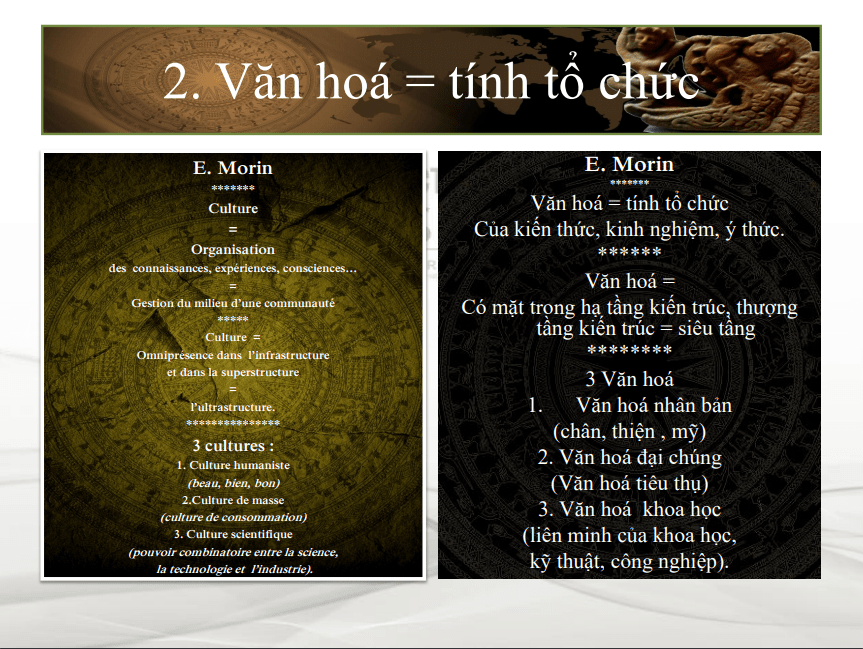 2. Văn hoá = tính tổ chức
E. Morin
*******
Culture
=
Organisation
des connaissances, expériences, consciences…
=
Gestion du milieu d’une communauté
*****
Culture =
Omniprésence dans l’infrastructure
et dans la superstructure
=
l’ultrastructure.
***************
3 cultures :
1. Culture humaniste
(beau, bien, bon)
2.Culture de masse
(culture de consommation)
3. Culture scientifique
(pouvoir combinatoire entre la science,
la technologie et l’industrie).
E. Morin
*******
Văn hoá = tính tổ chức
Của kiến thức, kinh nghiệm, ý thức.
******
Văn hoá =
Có mặt trong hạ tầng kiến trúc, thượng
tầng kiến trúc = siêu tầng
********
3 Văn hoá
1. Văn hoá nhân bản
(chân, thiện , mỹ)
2. Văn hoá đại chúng
(Văn hoá tiêu thụ)
3. Văn hoá khoa học
(liên minh của khoa học,
kỹ thuật, công nghiệp).